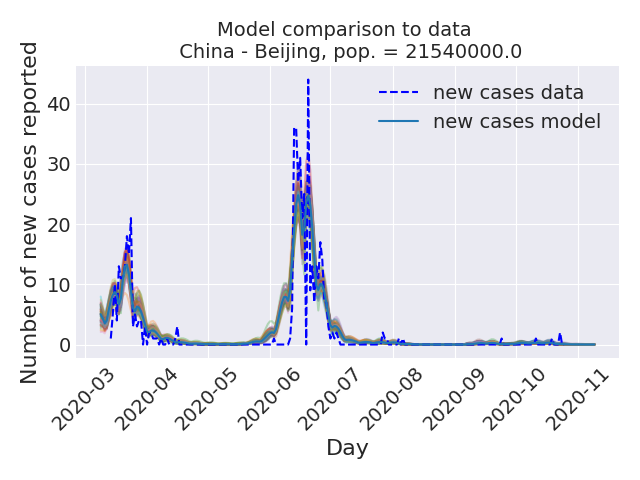 Model comparison to data
China - Beijing, pop. = 21540000.0
Number of new cases reported
40
30
20
10
0
new cases data
new cases model
2020-03
2020-04
2020-05
2020-06
2020-07
2020-08
2020-09
2020-10
2020-11
Day